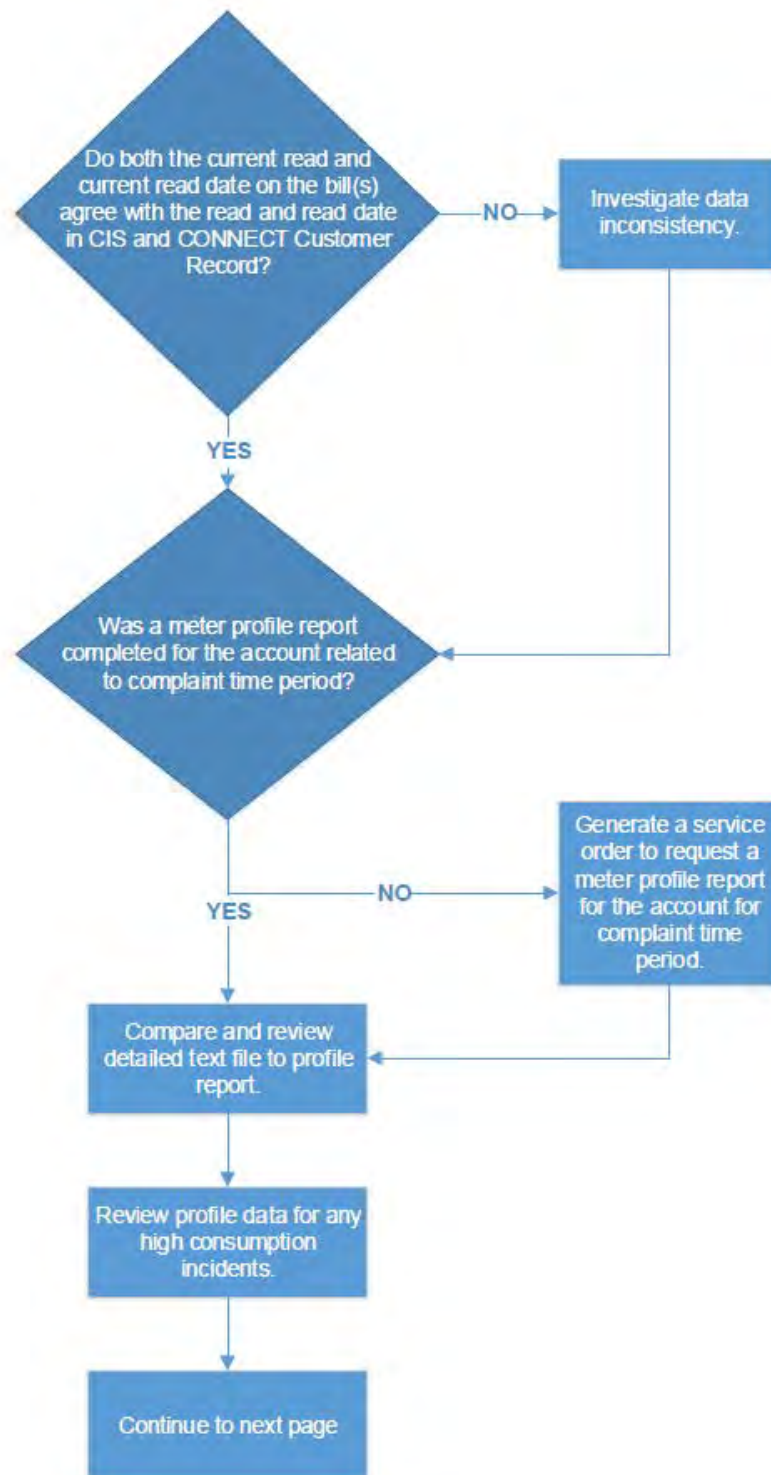 Do both the current read and
current read date on the bill(s)
agree with the read and read date
in CIS and CONNECT Customer
Record?
NO
Investigate data
inconsistency.
YES
Was a meter profile report
completed for the account related
to complaint time period?
NO
Generate a service
order to request a
meter profile report
for the account for
complaint time
period.
YES
Compare and review
detailed text file to profile
report.
Review profile data for any
high consumption
incidents.
Continue to next page